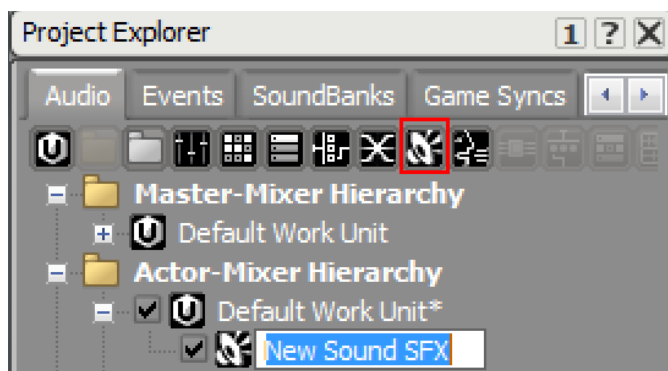 Project Explorer 1 ? X
Audio Events SoundBanks Game Syncs
Master-Mixer Hierarchy
Default Work Unit
Actor-Mixer Hierarchy
Default Work Unit*
New Sound SFX